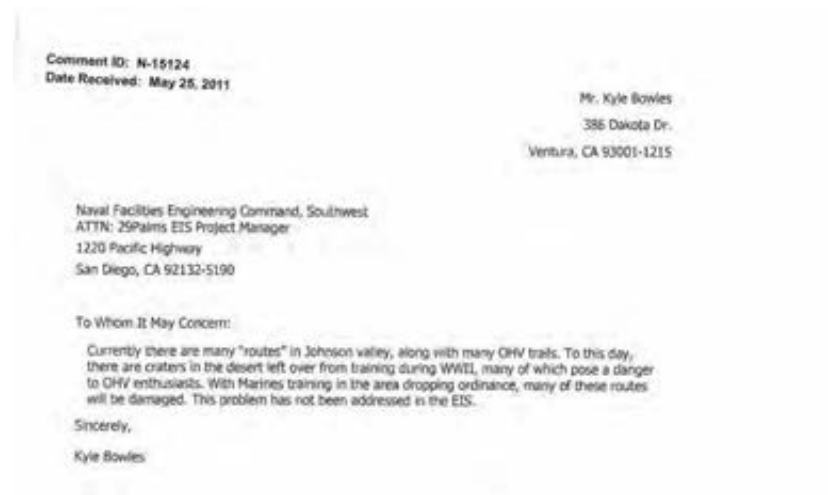 Comment ID: N-15124
Date Received: May 25, 2011
Mr. Kyle Bowles
386 Dakota Dr.
Ventura, CA 93001-1215
Naval Facilities Engineering Command, Southwest
ATTN: 29Palms EIS Project Manager
1220 Pacific Highway
San Diego, CA 92132-5190
To Whom It May Concern:
Currently there are many "routes" in Johnson valley, along with many OHV trails. To this day,
there are craters in the desert left over from training during WWII, many of which pose a danger
to OHV enthusiasts. With Marines training in the area dropping ordinance, many of these routes
will be damaged. This problem has not been addressed in the EIS.
Sincerely,
Kyle Bowles